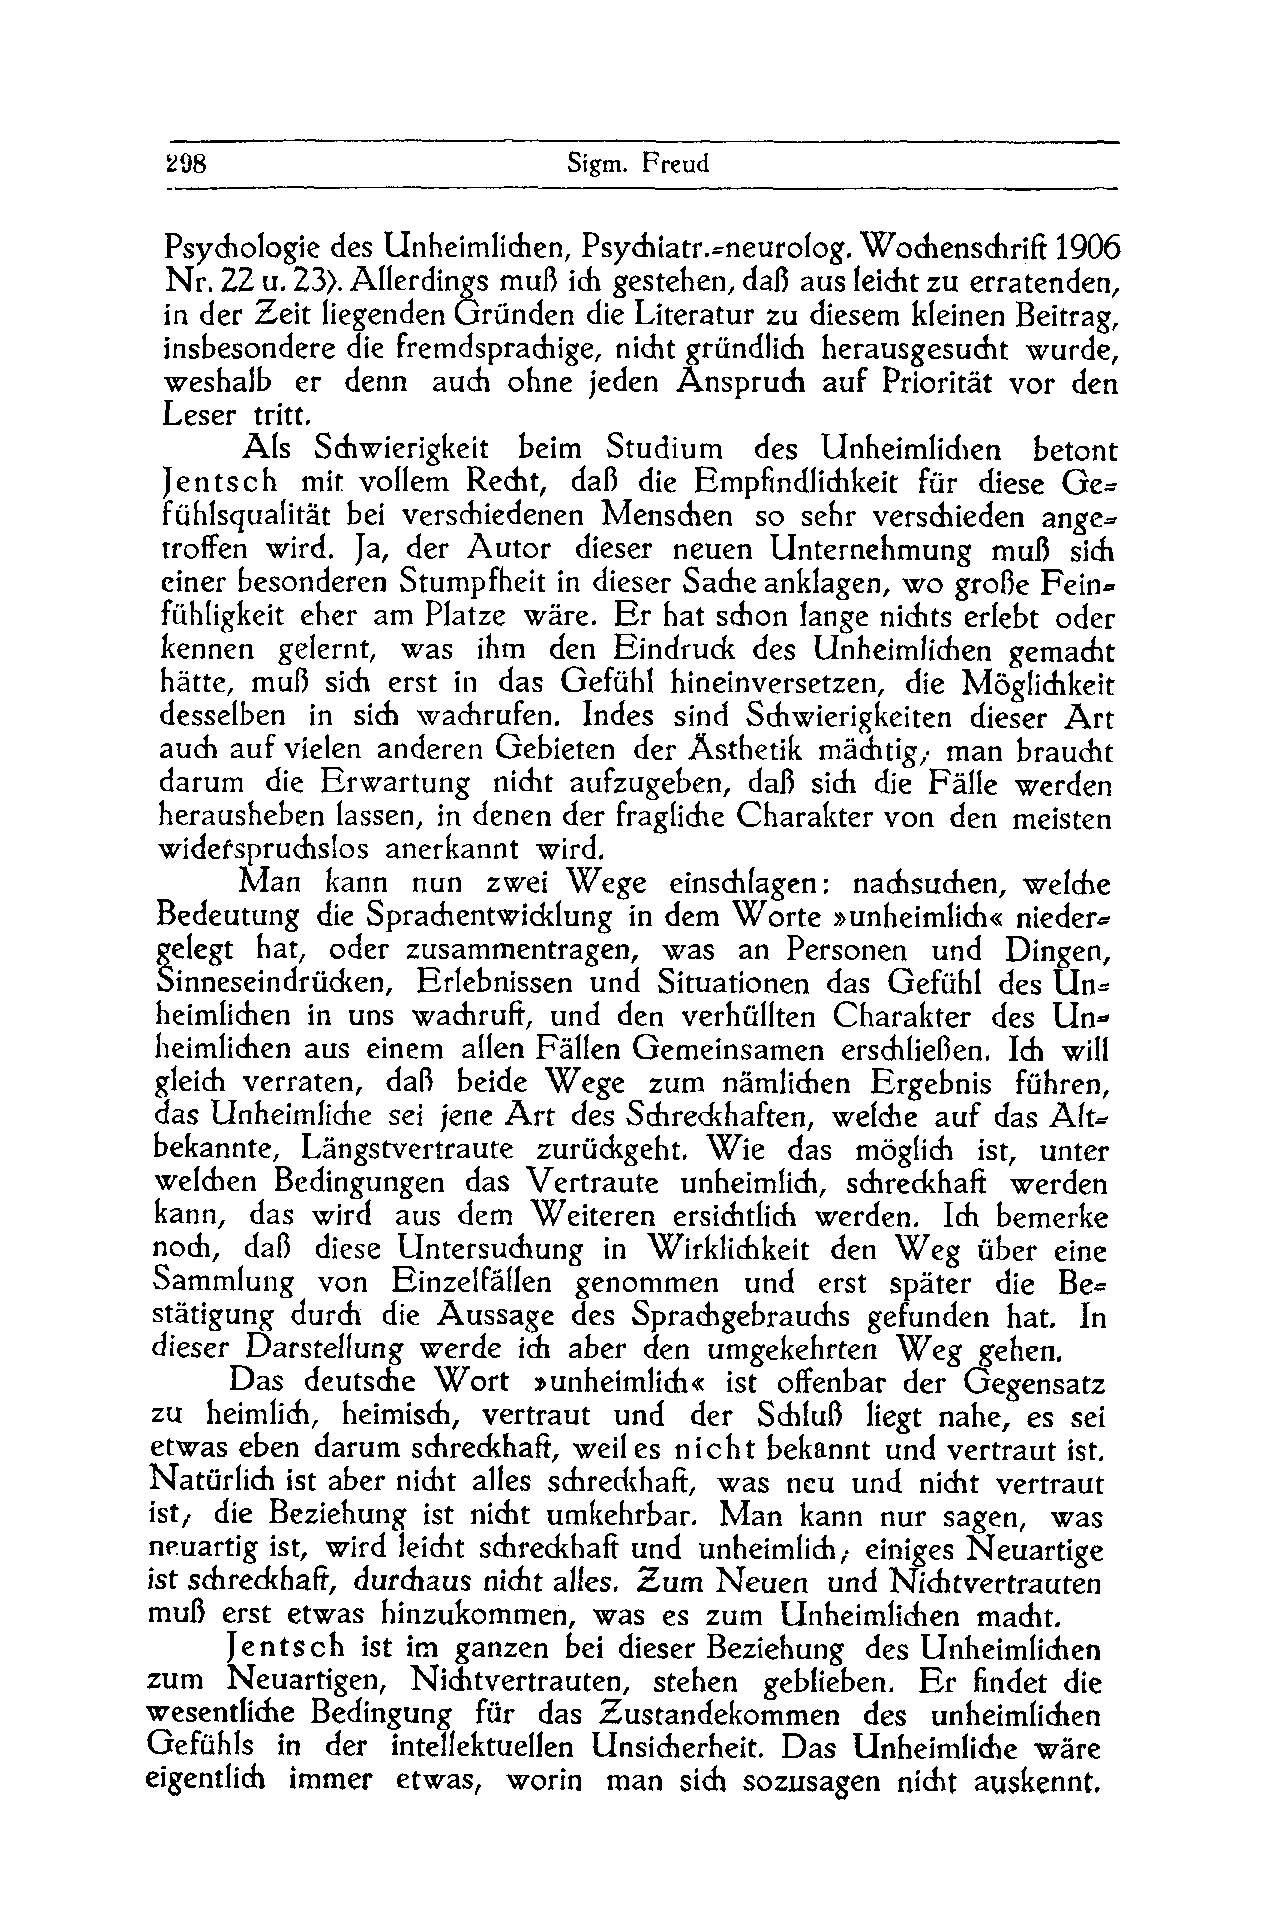 298
Sigm. Freud
Psychologie des Unheimlichen, Psychiatr.-neurolog. Wochenschrift 1906
Nr. 22 u. 23). Allerdings muß ich gestehen, daß aus leicht zu erratenden,
in der Zeit liegenden Gründen die Literatur zu diesem kleinen Beitrag,
insbesondere die fremdsprachige, nicht gründlich herausgesucht wurde,
weshalb er denn auch ohne jeden Anspruch auf Priorität vor den
Leser tritt.
Als Schwierigkeit beim Studium des Unheimlichen betont
Jentsch mit vollem Recht, daß die Empfindlichkeit für diese Ge-
fühlsqualität bei verschiedenen Menschen so sehr verschieden ange-
troffen wird. Ja, der Autor dieser neuen Unternehmung muß sich
einer besonderen Stumpfheit in dieser Sache anklagen, wo große Fein-
fühligkeit eher am Platze wäre. Er hat schon lange nichts erlebt oder
kennen gelernt, was ihm den Eindruck des Unheimlichen gemacht
hätte, muß sich erst in das Gefühl hineinversetzen, die Möglichkeit
desselben in sich wachrufen. Indes sind Schwierigkeiten dieser Art
auch auf vielen anderen Gebieten der Ästhetik mächtig; man braucht
darum die Erwartung nicht aufzugeben, daß sich die Fälle werden
herausheben lassen, in denen der fragliche Charakter von den meisten
widerspruchslos anerkannt wird.
Man kann nun zwei Wege einschlagen: nachsuchen, welche
Bedeutung die Sprachentwicklung in dem Worte »unheimlich« nieder-
gelegt hat, oder zusammentragen, was an Personen und Dingen,
Sinneseindrücken, Erlebnissen und Situationen das Gefühl des Un-
heimlichen in uns wachruft, und den verhüllten Charakter des Un-
heimlichen aus einem allen Fällen Gemeinsamen erschließen. Ich will
gleich verraten, daß beide Wege zum nämlichen Ergebnis führen,
das Unheimliche sei jene Art des Schreckhaften, welche auf das Alt-
bekannte, Längstvertraute zurückgeht. Wie das möglich ist, unter
welchen Bedingungen das Vertraute unheimlich, schreckhaft werden
kann, das wird aus dem Weiteren ersichtlich werden. Ich bemerke
noch, daß diese Untersuchung in Wirklichkeit den Weg über eine
Sammlung von Einzelfällen genommen und erst später die Be-
stätigung durch die Aussage des Sprachgebrauchs gefunden hat. In
dieser Darstellung werde ich aber den umgekehrten Weg gehen.
Das deutsche Wort »unheimlich« ist offenbar der Gegensatz
zu heimlich, heimisch, vertraut und der Schluß liegt nahe, es sei
etwas eben darum schreckhaft, weil es nicht bekannt und vertraut ist.
Natürlich ist aber nicht alles schreckhaft, was neu und nicht vertraut
ist; die Beziehung ist nicht umkehrbar. Man kann nur sagen, was
neuartig ist, wird leicht schreckhaft und unheimlich; einiges Neuartige
ist schreckhaft, durchaus nicht alles. Zum Neuen und Nichtvertrauten
muß erst etwas hinzukommen, was es zum Unheimlichen macht.
Jentsch ist im ganzen bei dieser Beziehung des Unheimlichen
zum Neuartigen, Nichtvertrauten, stehen geblieben. Er findet die
wesentliche Bedingung für das Zustandekommen des unheimlichen
Gefühls in der intellektuellen Unsicherheit. Das Unheimliche wäre
eigentlich immer etwas, worin man sich sozusagen nicht auskennt.